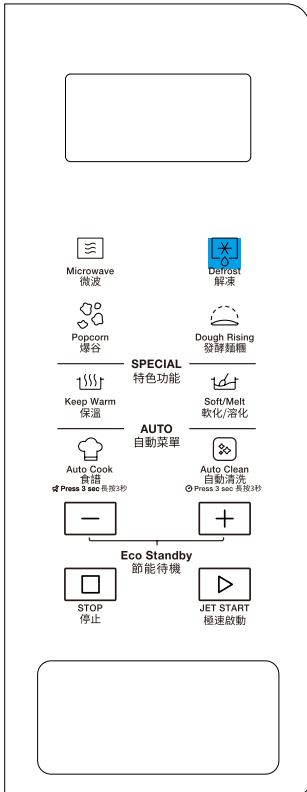 Microwave
微波
Defrost
解凍
Popcorn
爆谷
Dough Rising
發酵麵糰
SPECIAL
特色功能
Keep Warm
保溫
Soft/Melt
軟化/溶化
AUTO
自動菜單
Auto Cook
食譜
Press 3 sec 長按3秒
Auto Clean
自動清洗
Press 3 sec 長按3秒
Eco Standby
節能待機
STOP
停止
JET START
極速啟動